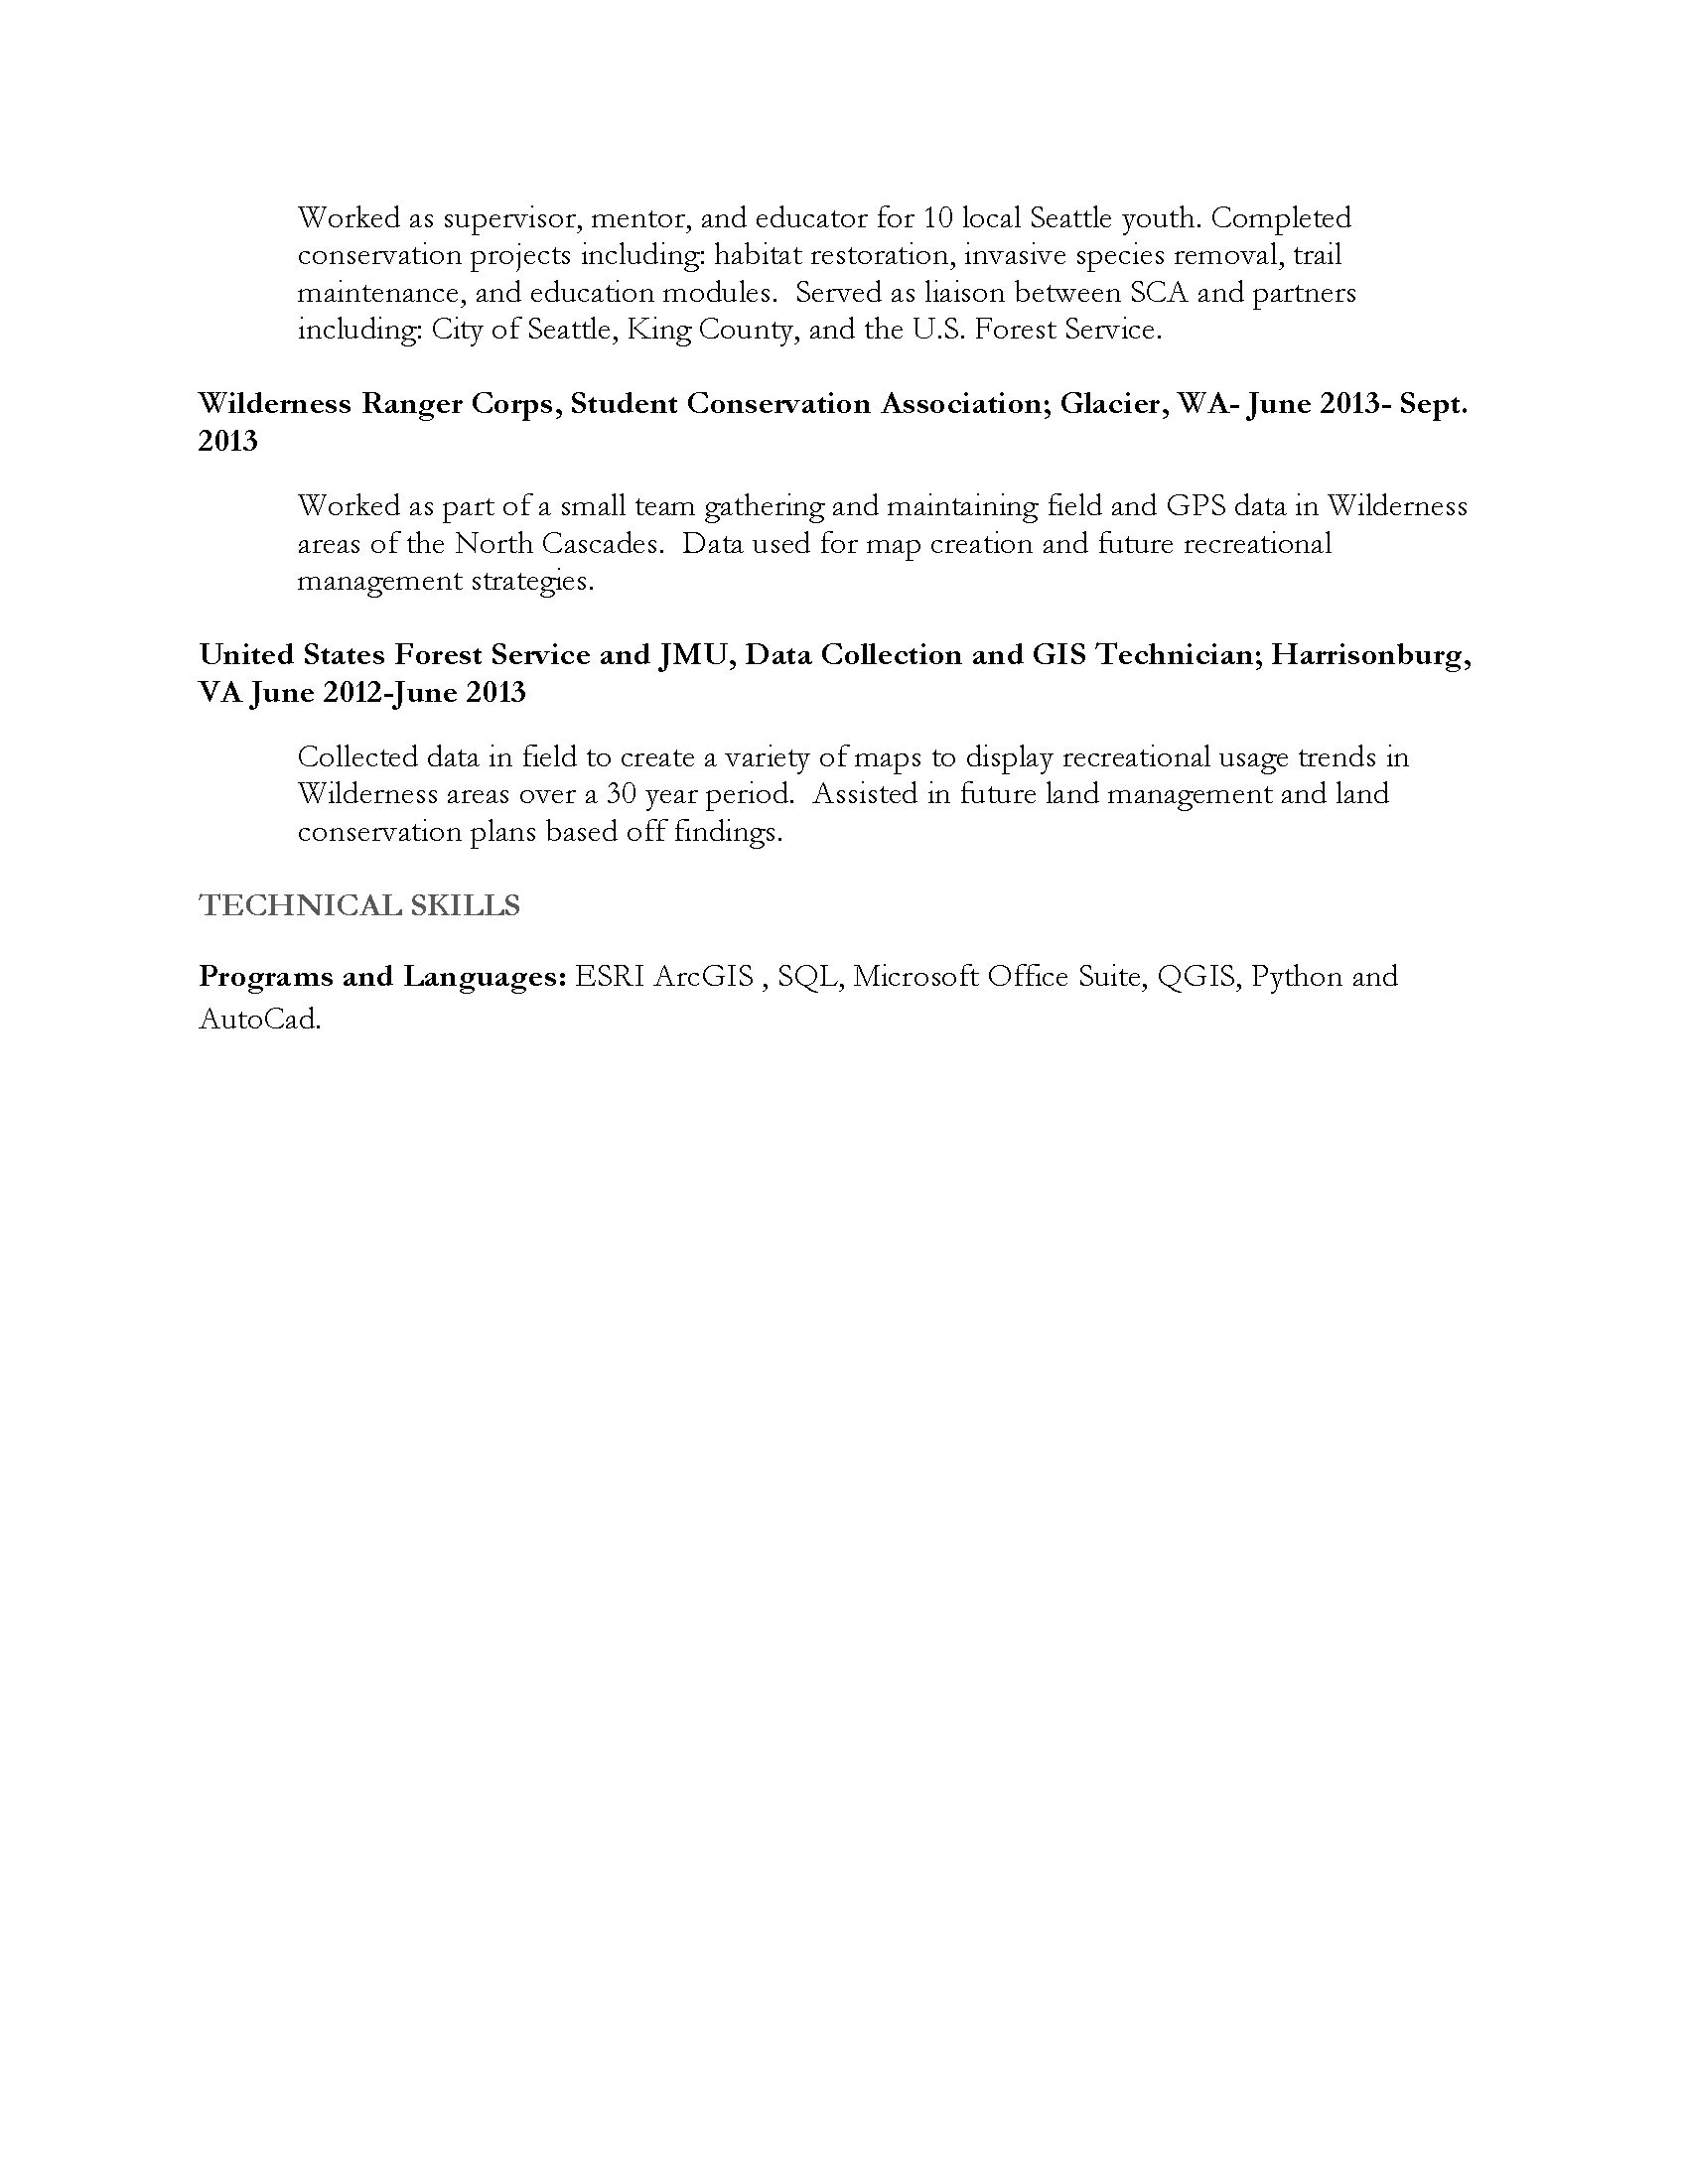 Worked as supervisor, mentor, and educator for 10 local Seattle youth. Completed
conservation projects including: habitat restoration, invasive species removal, trail
maintenance, and education modules.  Served as liaison between SCA and partners
including: City of Seattle, King County, and the U.S. Forest Service.
Wilderness Ranger Corps, Student Conservation Association; Glacier, WA- June 2013- Sept.
2013
Worked as part of a small team gathering and maintaining field and GPS data in Wilderness
areas of the North Cascades.  Data used for map creation and future recreational
management strategies.
United States Forest Service and JMU, Data Collection and GIS Technician; Harrisonburg,
VA June 2012-June 2013
Collected data in field to create a variety of maps to display recreational usage trends in
Wilderness areas over a 30 year period.  Assisted in future land management and land
conservation plans based off findings.
TECHNICAL SKILLS
Programs and Languages: ESRI ArcGIS , SQL, Microsoft Office Suite, QGIS, Python and
AutoCad.